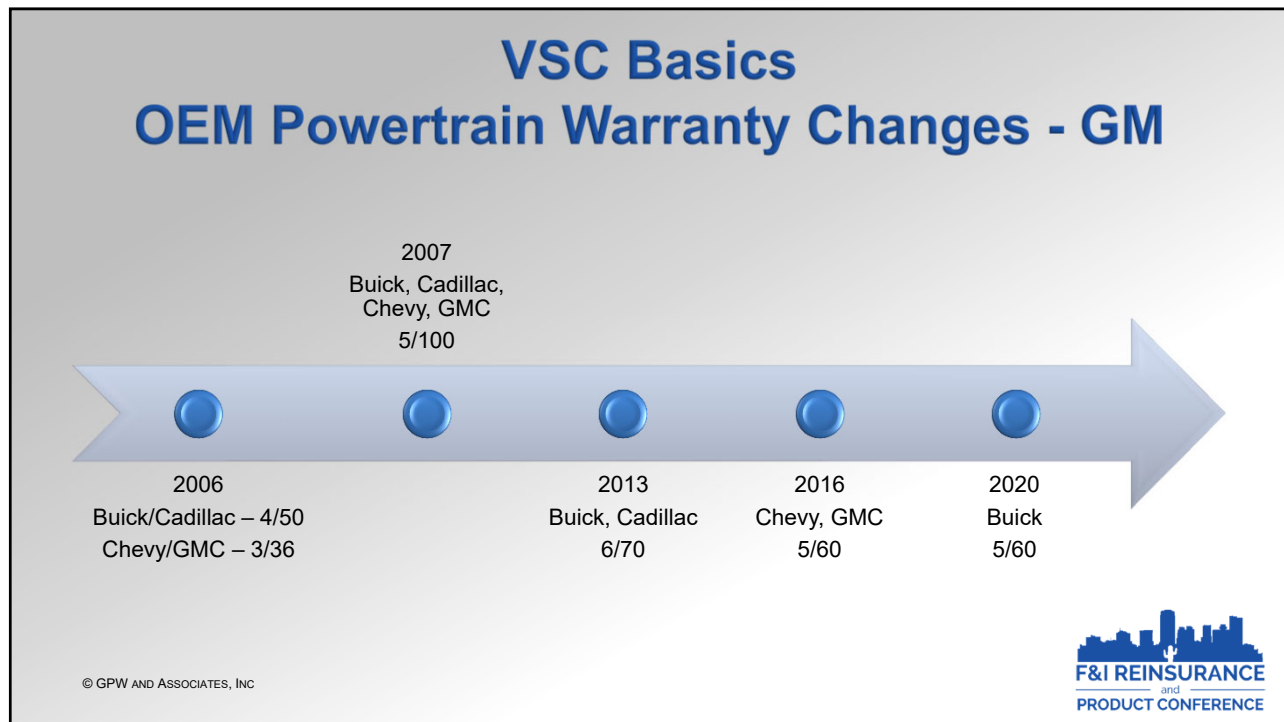 VSC Basics
OEM Powertrain Warranty Changes - GM
2007
Buick, Cadillac,
Chevy, GMC
5/100
2006
Buick/Cadillac – 4/50
Chevy/GMC – 3/36
2013
Buick, Cadillac
6/70
2016
Chevy, GMC
5/60
2020
Buick
5/60
© GPW AND ASSOCIATES, INC
F&I REINSURANCE
and
PRODUCT CONFERENCE